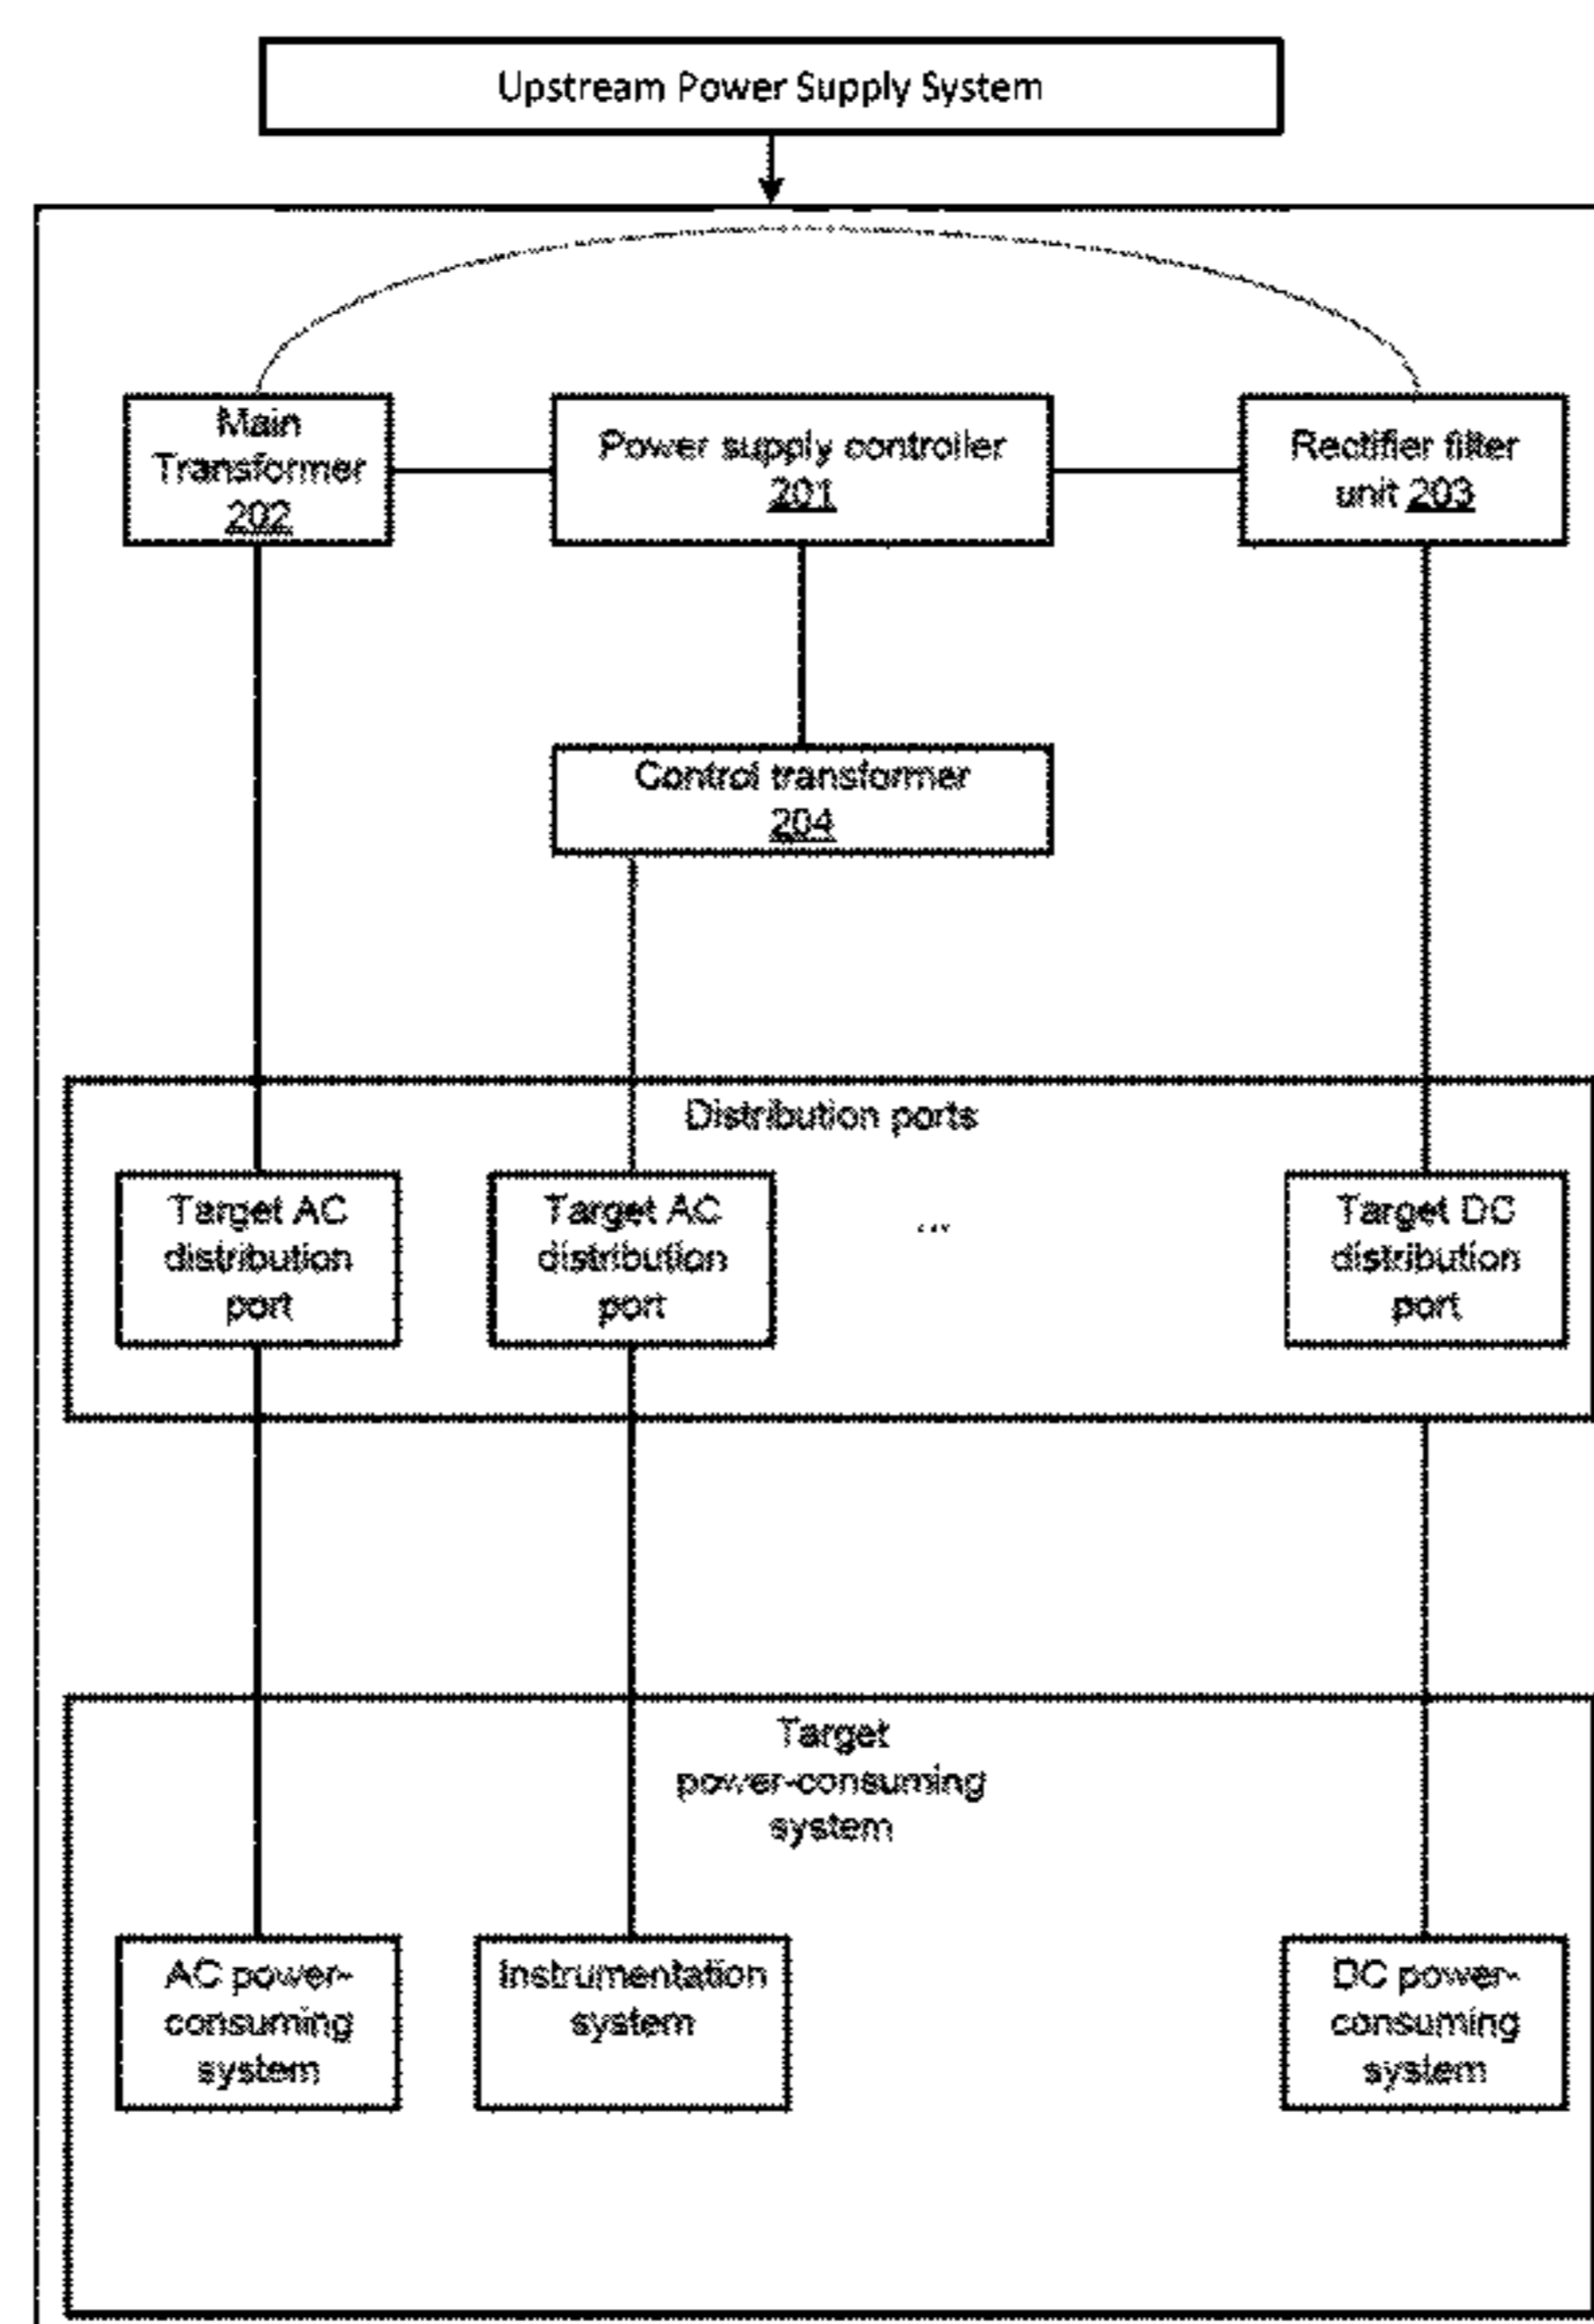 Upstream Power Supply System
Main
Transformer
202
Power supply controller
201
Rectifier filter
unit 203
Control transformer
204
Distribution ports
Target AC
distribution
port
Target AC
distribution
port
...
Target DC
distribution
port
Target
power-consuming
system
AC power-
consuming
system
Instrumentation
system
DC power-
consuming
system